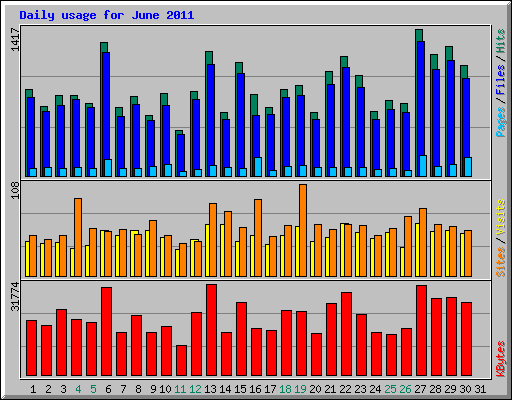 Daily usage for June 2011
1417
Pages / Files / Hits
108
Sites / Visits
31774
KBytes
1 2 3 4 5 6 7 8 9 10 11 12 13 14 15 16 17 18 19 20 21 22 23 24 25 26 27 28 29 30 31